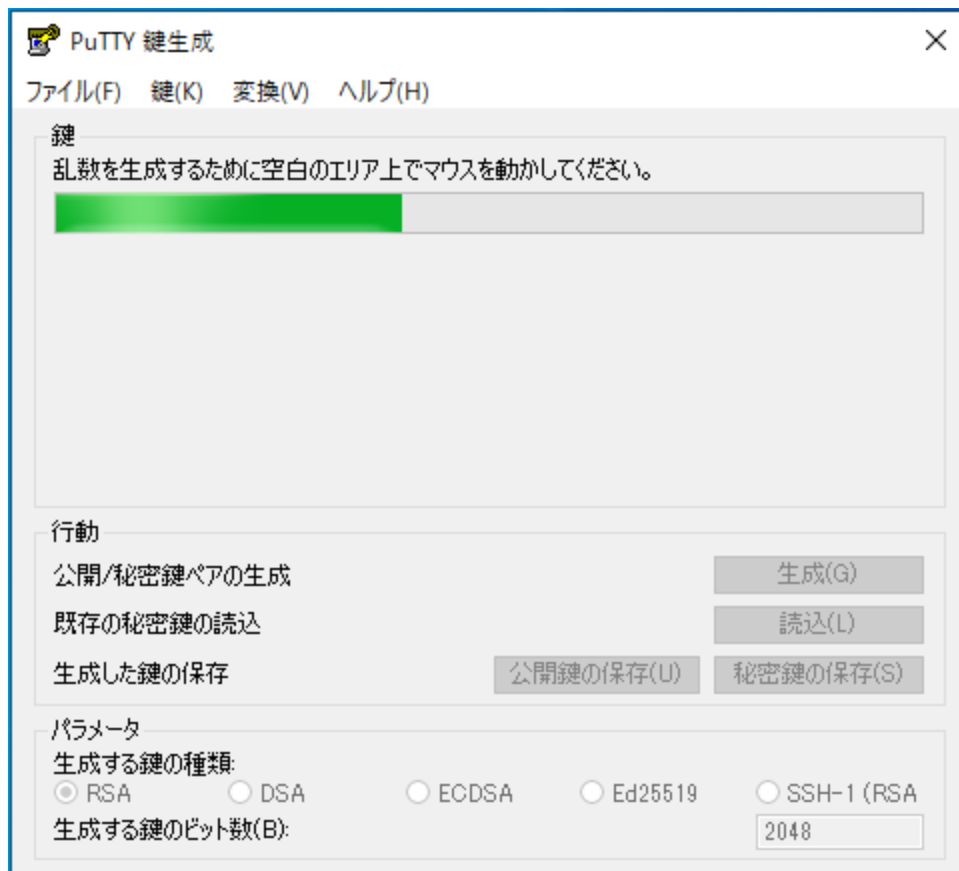 PuTTY 鍵生成
ファイル(F) 鍵(K) 変換(V) ヘルプ(H)
鍵
乱数を生成するために空白のエリア上でマウスを動かしてください。
行動
公開/秘密鍵ペアの生成 生成(G)
既存の秘密鍵の読込 読込(L)
生成した鍵の保存 公開鍵の保存(U) 秘密鍵の保存(S)
パラメータ
生成する鍵の種類:
RSA DSA ECDSA Ed25519 SSH-1 (RSA
生成する鍵のビット数(B): 2048